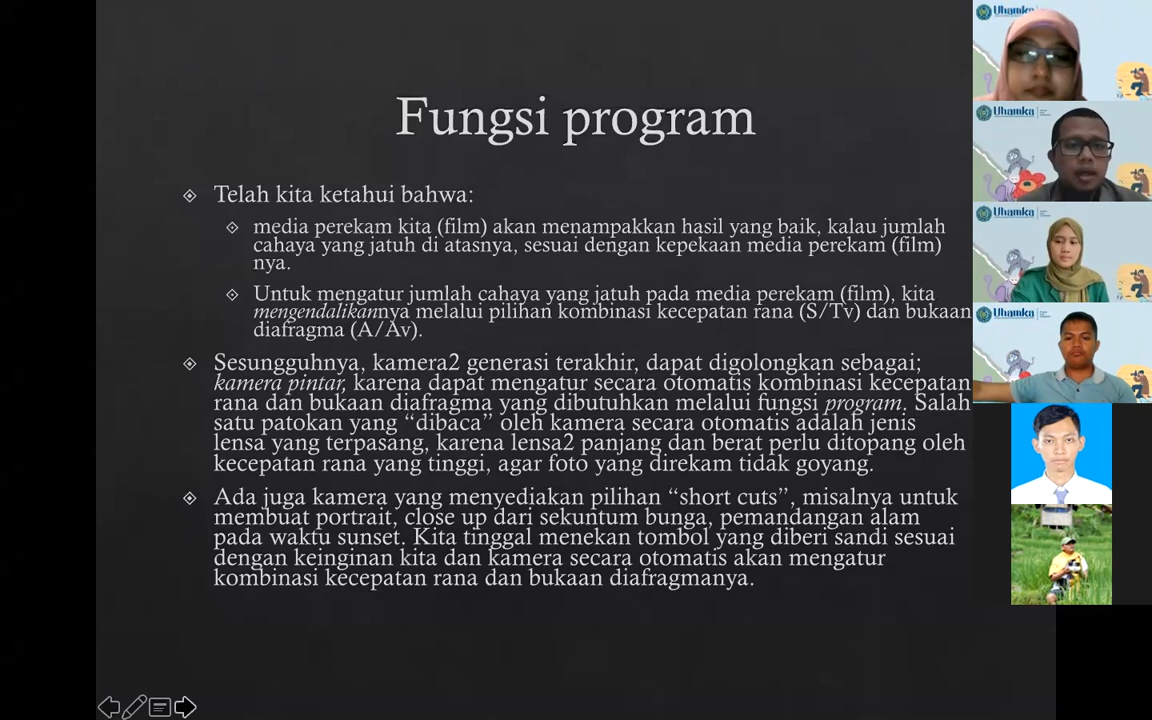 Fungsi program
Telah kita ketahui bahwa:
media perekam kita (film) akan menampakkan hasil yang baik, kalau jumlah
cahaya yang jatuh di atasnya, sesuai dengan kepekaan media perekam (film)
nya.
Untuk mengatur jumlah cahaya yang jatuh pada media perekam (film), kita
mengendalikannya melalui pilihan kombinasi kecepatan rana (S/Tv) dan bukaan
diafragma (A/Av).
Sesungguhnya, kamera2 generasi terakhir, dapat digolongkan sebagai;
kamera pintar, karena dapat mengatur secara otomatis kombinasi kecepatan
rana dan bukaan diafragma yang dibutuhkan melalui fungsi program. Salah
satu patokan yang “dibaca” oleh kamera secara otomatis adalah jenis
lensa yang terpasang, karena lensa2 panjang dan berat perlu ditopang oleh
kecepatan rana yang tinggi, agar foto yang direkam tidak goyang.
Ada juga kamera yang menyediakan pilihan “short cuts”, misalnya untuk
membuat portrait, close up dari sekuntum bunga, pemandangan alam
pada waktu sunset. Kita tinggal menekan tombol yang diberi sandi sesuai
dengan keinginan kita dan kamera secara otomatis akan mengatur
kombinasi kecepatan rana dan bukaan diafragmanya.
Uhamka
Uhamka
Uhamka
Uhamka